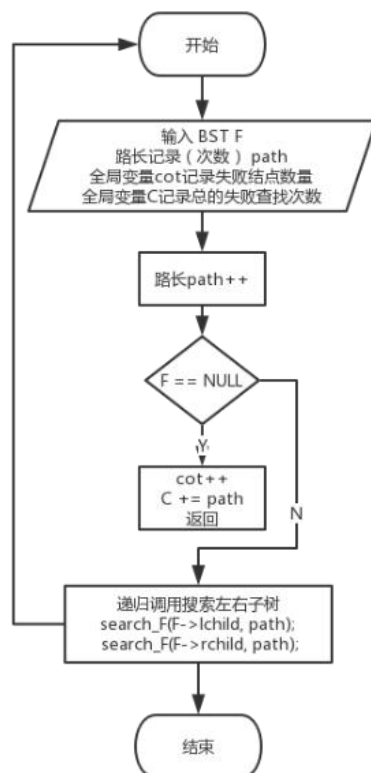 开始
输入 BST F
路长记录（次数）path
全局变量cot记录失败结点数量
全局变量C记录总的失败查找次数
路长path++
F == NULL
Y
cot++
C += path
返回
N
递归调用搜索左右子树
search_F(F->lchild, path);
search_F(F->rchild, path);
结束